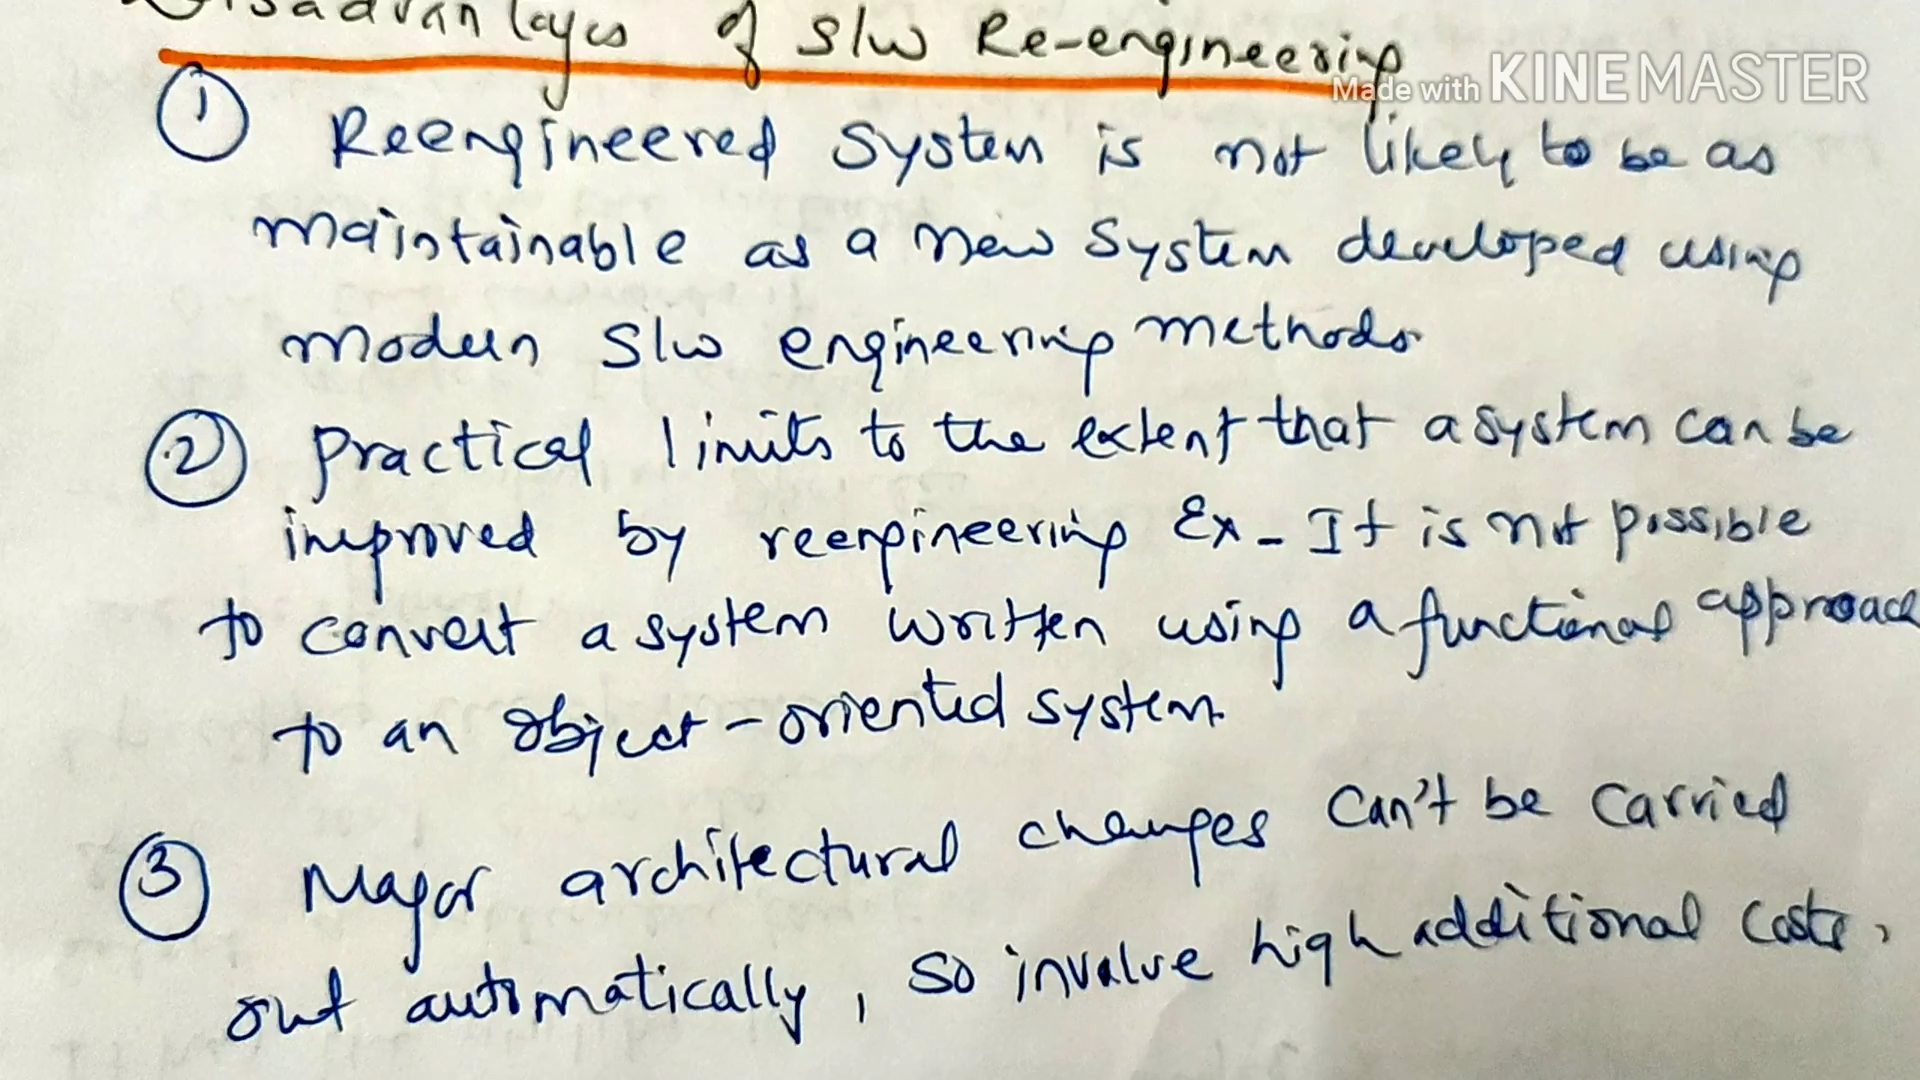 Disadvantages of S/w Re-engineering
Made with KINEMASTER
① Reengineered system is not likely to be as
maintainable as a new system developed using
modern S/w engineering methods.
② Practical limits to the extent that a system can be
improved by reengineering Ex - It is not possible
to convert a system written using a functional approach
to an object-oriented system.
③ Major architectural changes can't be carried
out automatically, so involve high additional costs.